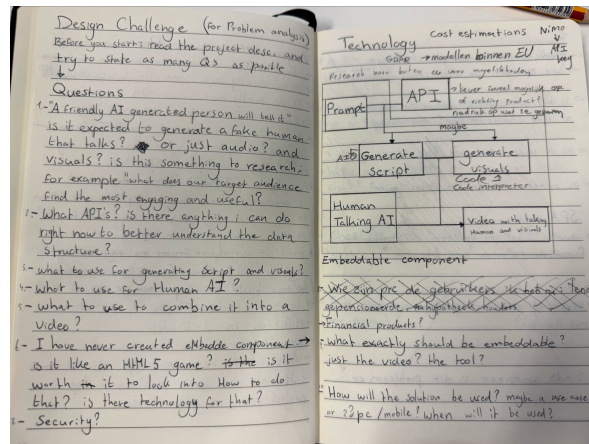 Design Challenge (for Problem analysis)
Before you start: read the project desc. and
try to state as many Qs as posible
↓
Questions
1- "A friendly AI generated person will tell it"
is it expected to generate a fake human
that talks? or just audio? and
visuals? is this something to research,
for example "what does our target audience
find the most engaging and useful?
2- What API's? is there anything i can do
right now to better understand the data
structure?
3- what to use for generating Script and visuals?
4- What to use for Human AI?
5- what to use to combine it into a
video?
6- I have never created eMbedde component →
is it like an HtML5 game? is the is it
worth it to look into How to do
that? is there technology for that?
- Security?
Technology
Cost estimations
Nimo
↓
→ modellen binnen EU
Prompt
API
maybe
Generate
Script
generate
visuals
Code interpreter
Human
Talking AI
Video with talking
Human and visuals
Embeddable component
- Wie zijn de gebruikers
→ Financial products?
- what exactly should be embeddable?
just the video? the tool?
- How will the solution be used? maybe a use case
or 2? pc/mobile? when will it be used?